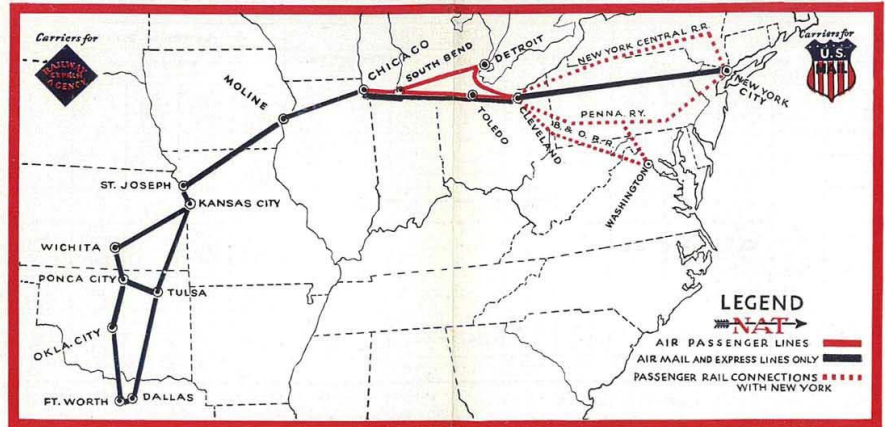 Carriers for
RAILWAY
EXPRESS
AGENCY
Carriers for
U.S.
MAIL
CHICAGO
SOUTH BEND
DETROIT
NEW YORK CENTRAL R.R.
MOLINE
NEW YORK
CITY
TOLEDO
CLEVELAND
PENNA. RY.
B. & O. R.R.
WASHINGTON
ST. JOSEPH
KANSAS CITY
WICHITA
PONCA CITY
TULSA
OKLA. CITY
FT. WORTH
DALLAS
LEGEND
NAT
AIR PASSENGER LINES
AIR MAIL AND EXPRESS LINES ONLY
PASSENGER RAIL CONNECTIONS
WITH NEW YORK